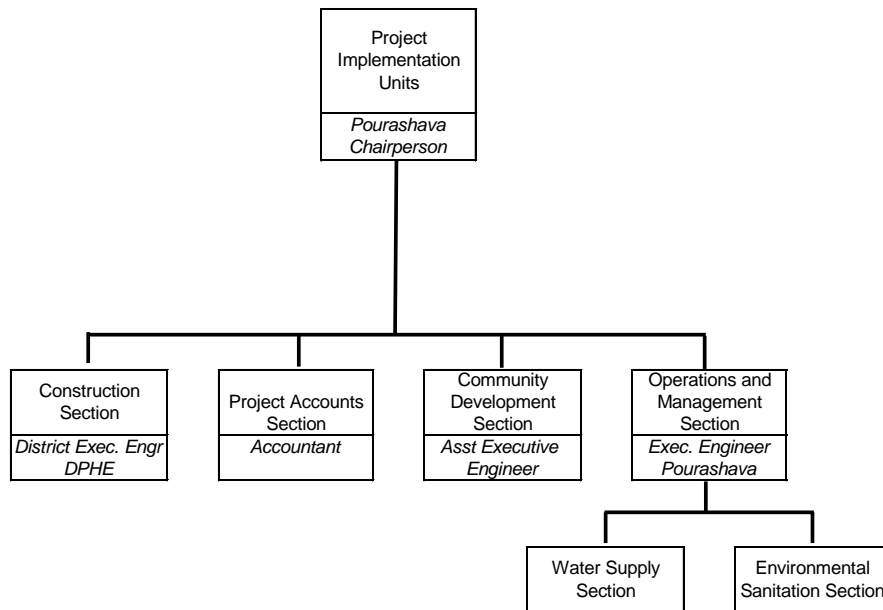 Project
Implementation
Units
Pourashava
Chairperson
Construction
Section
District Exec. Engr
DPHE
Project Accounts
Section
Accountant
Community
Development
Section
Asst Executive
Engineer
Operations and
Management
Section
Exec. Engineer
Pourashava
Water Supply
Section
Environmental
Sanitation Section